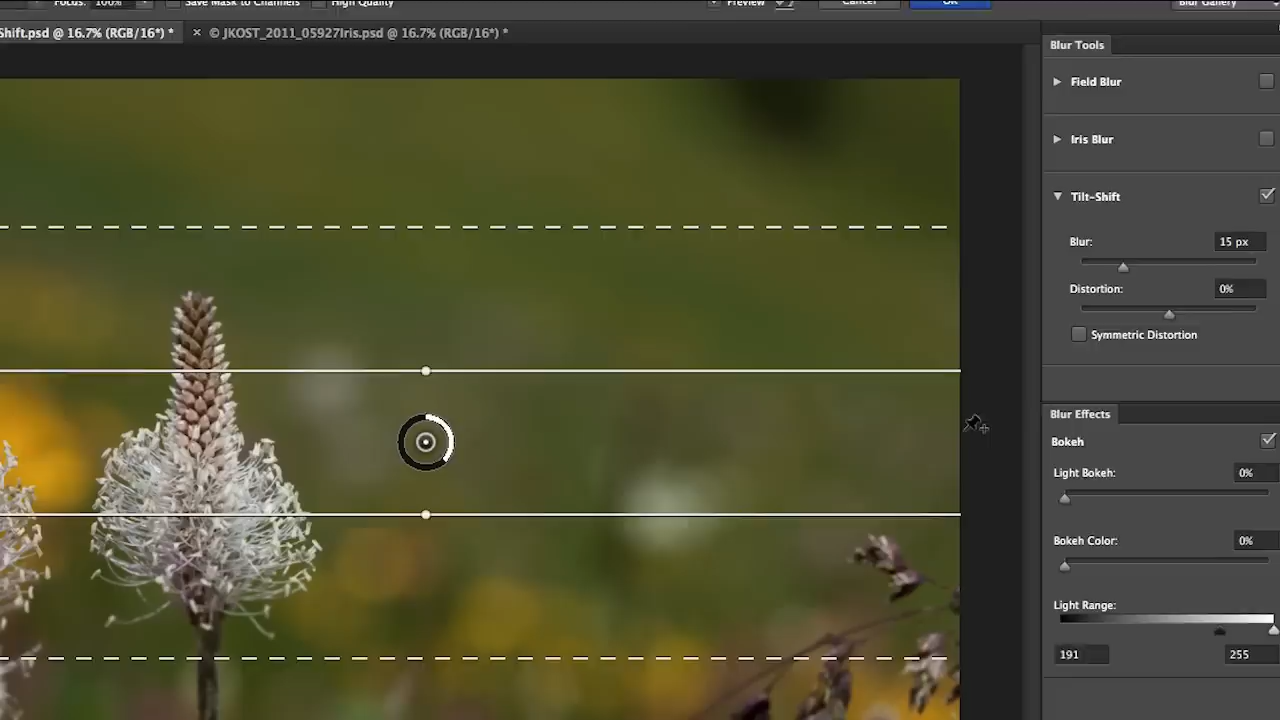 Focus: 100% Save Mask to Channels High Quality Preview Cancel OK Blur Gallery
Shift.psd @ 16.7% (RGB/16*) * × © JKOST_2011_05927Iris.psd @ 16.7% (RGB/16*) *
Blur Tools
Field Blur
Iris Blur
Tilt-Shift
Blur: 15 px
Distortion: 0%
Symmetric Distortion
Blur Effects
Bokeh
Light Bokeh: 0%
Bokeh Color: 0%
Light Range:
191 255